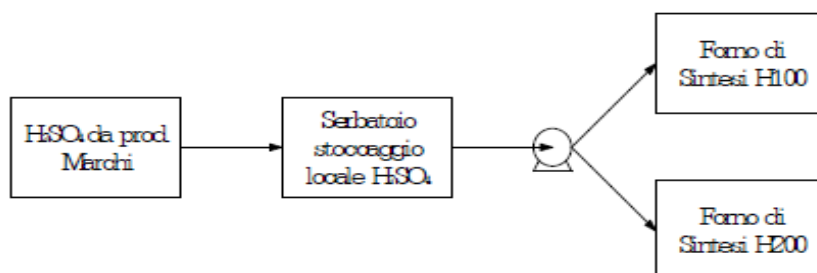 H₂SO₄ da prod.
Marchi
Serbatoio
stoccaggio
locale H₂SO₄
Forno di
Sintesi H100
Forno di
Sintesi H200